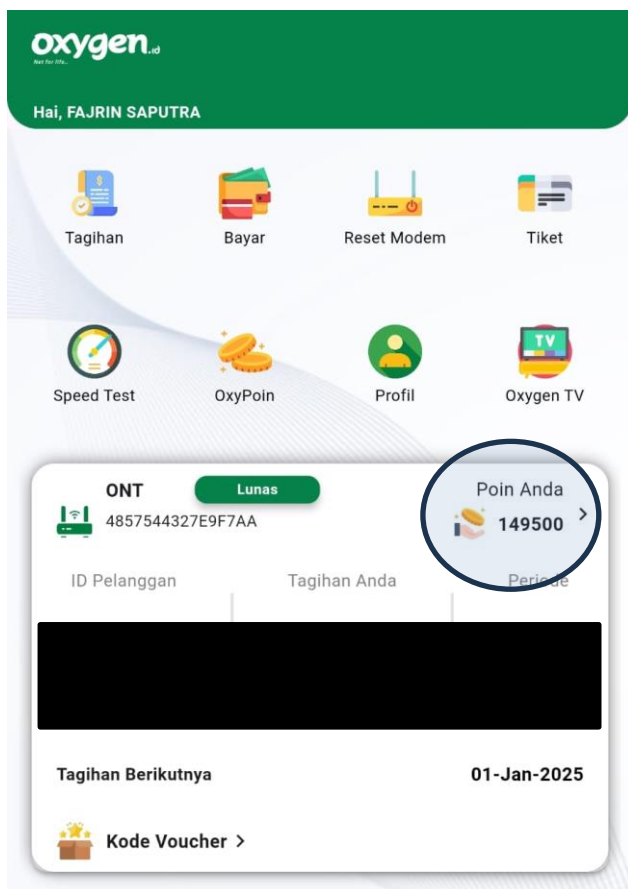 oxygen.id
Net for life..
Hai, FAJRIN SAPUTRA
Tagihan Bayar Reset Modem Tiket
Speed Test OxyPoin Profil TV Oxygen TV
ONT Lunas Poin Anda
4857544327E9F7AA 149500 >
ID Pelanggan Tagihan Anda Periode
Tagihan Berikutnya 01-Jan-2025
Kode Voucher >